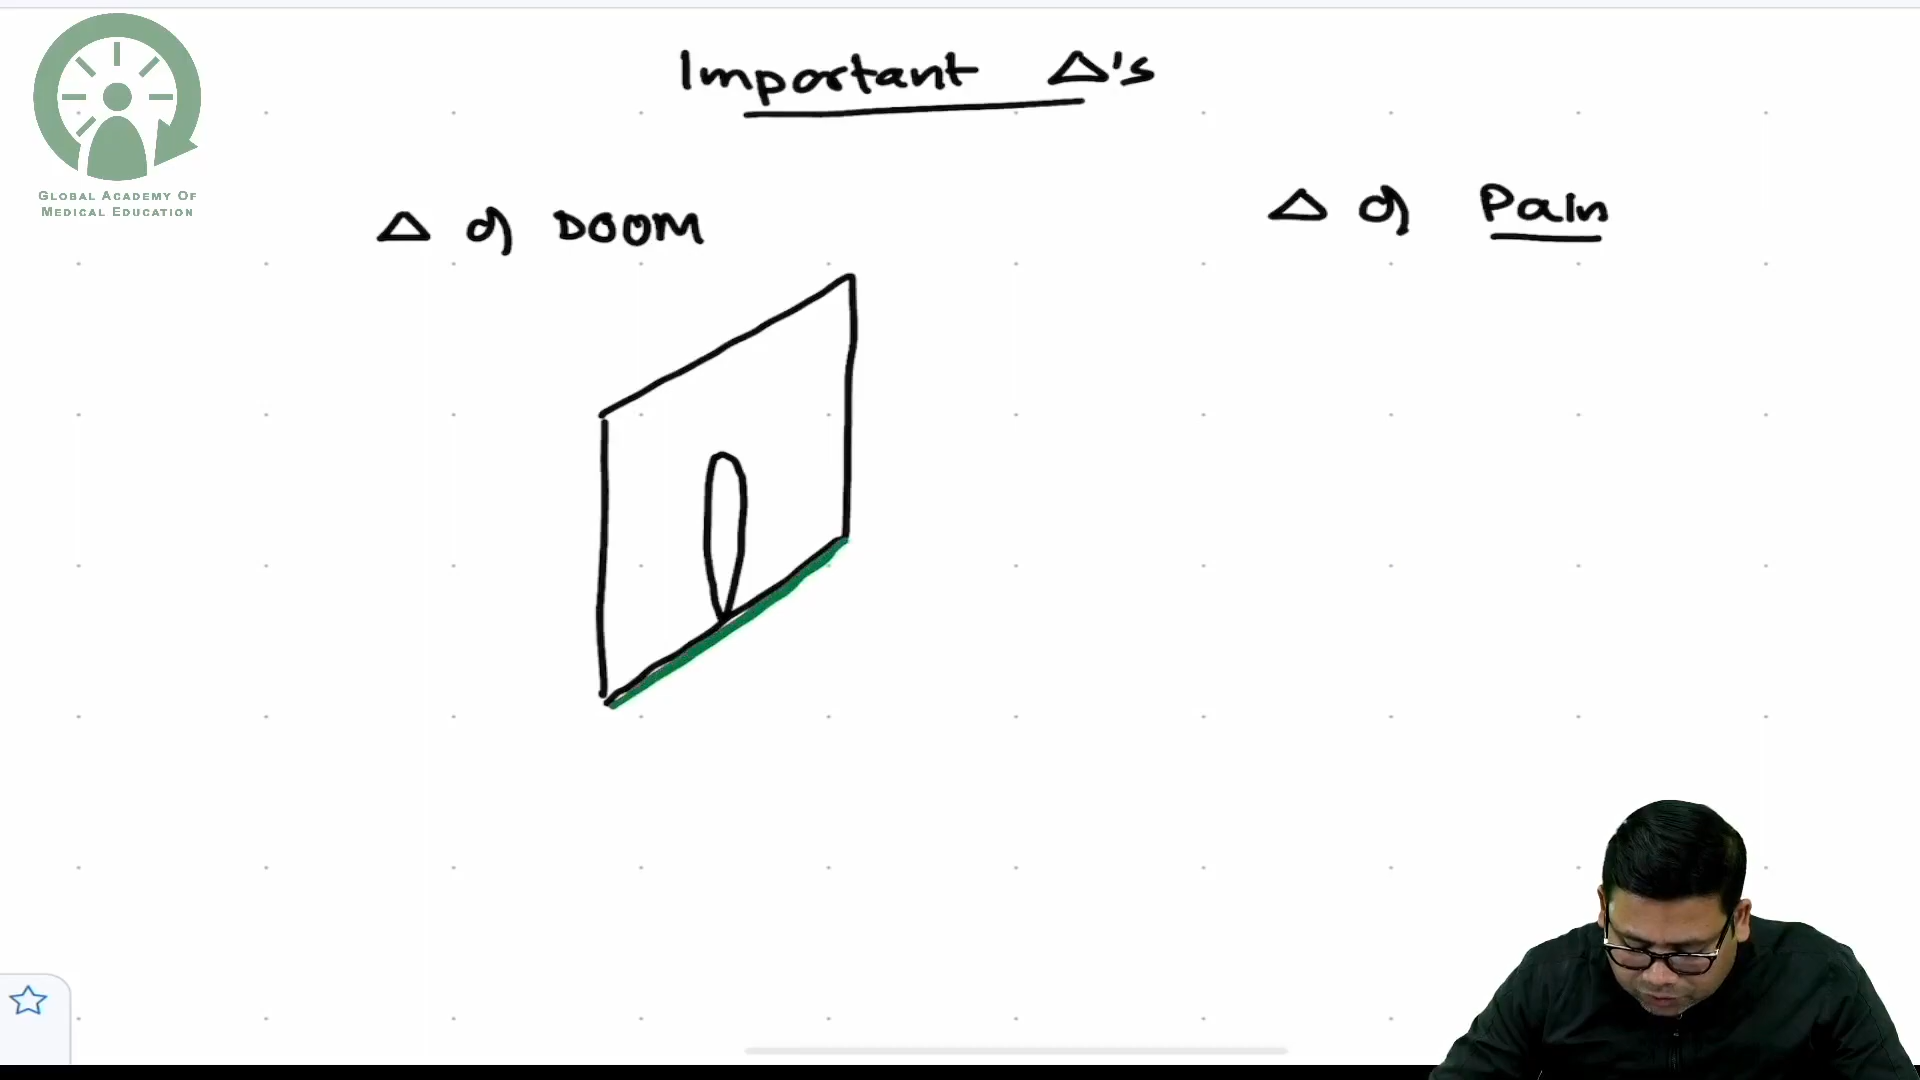 GLOBAL ACADEMY OF
MEDICAL EDUCATION
Important Δ's
Δ of DOOM
Δ of Pain